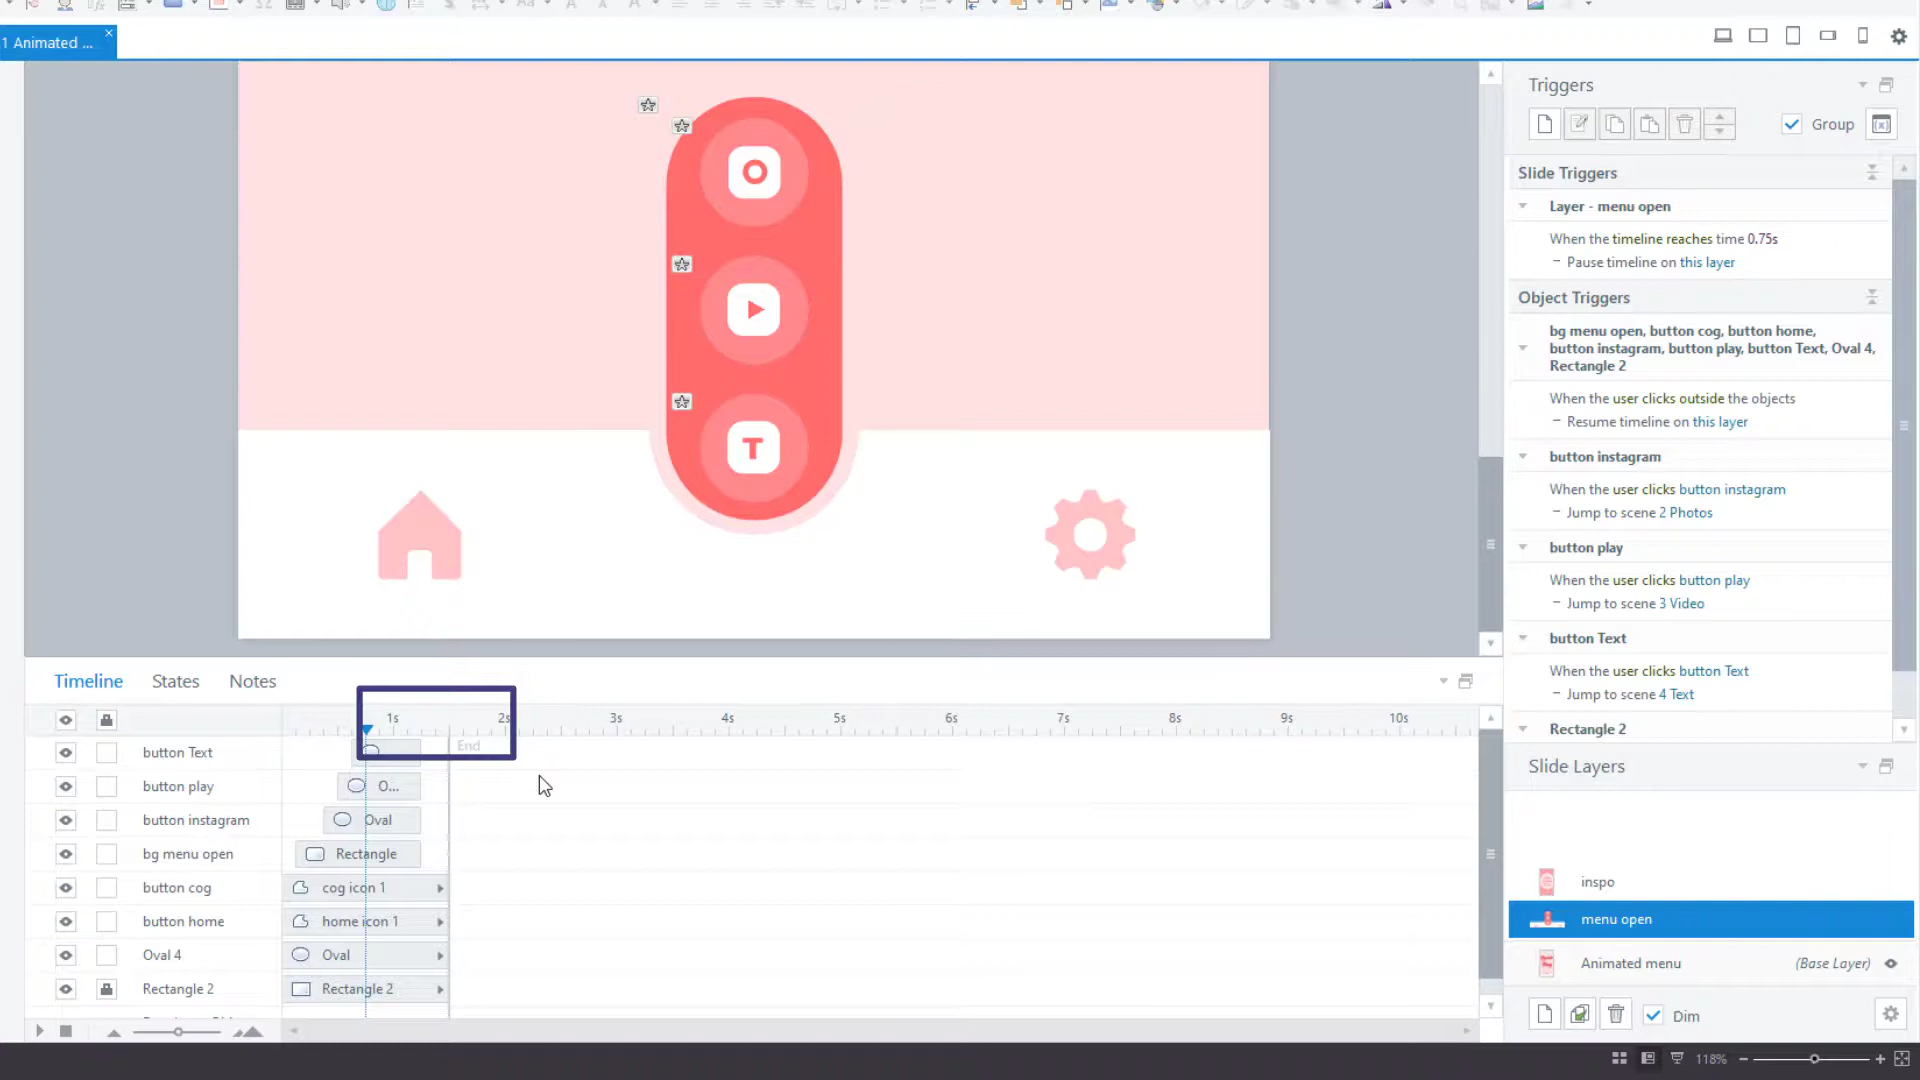 1 Animated ...
Triggers
Group
Slide Triggers
Layer - menu open
When the timeline reaches time 0.75s
- Pause timeline on this layer
Object Triggers
bg menu open, button cog, button home,
button instagram, button play, button Text, Oval 4,
Rectangle 2
When the user clicks outside the objects
- Resume timeline on this layer
button instagram
When the user clicks button instagram
- Jump to scene 2 Photos
button play
When the user clicks button play
- Jump to scene 3 Video
button Text
When the user clicks button Text
- Jump to scene 4 Text
Rectangle 2
T
Timeline States Notes
1s 2s 3s 4s 5s 6s 7s 8s 9s 10s
End
button Text
button play O...
button instagram Oval
bg menu open Rectangle
button cog cog icon 1
button home home icon 1
Oval 4 Oval
Rectangle 2 Rectangle 2
Slide Layers
inspo
menu open
Animated menu (Base Layer)
Dim
118%